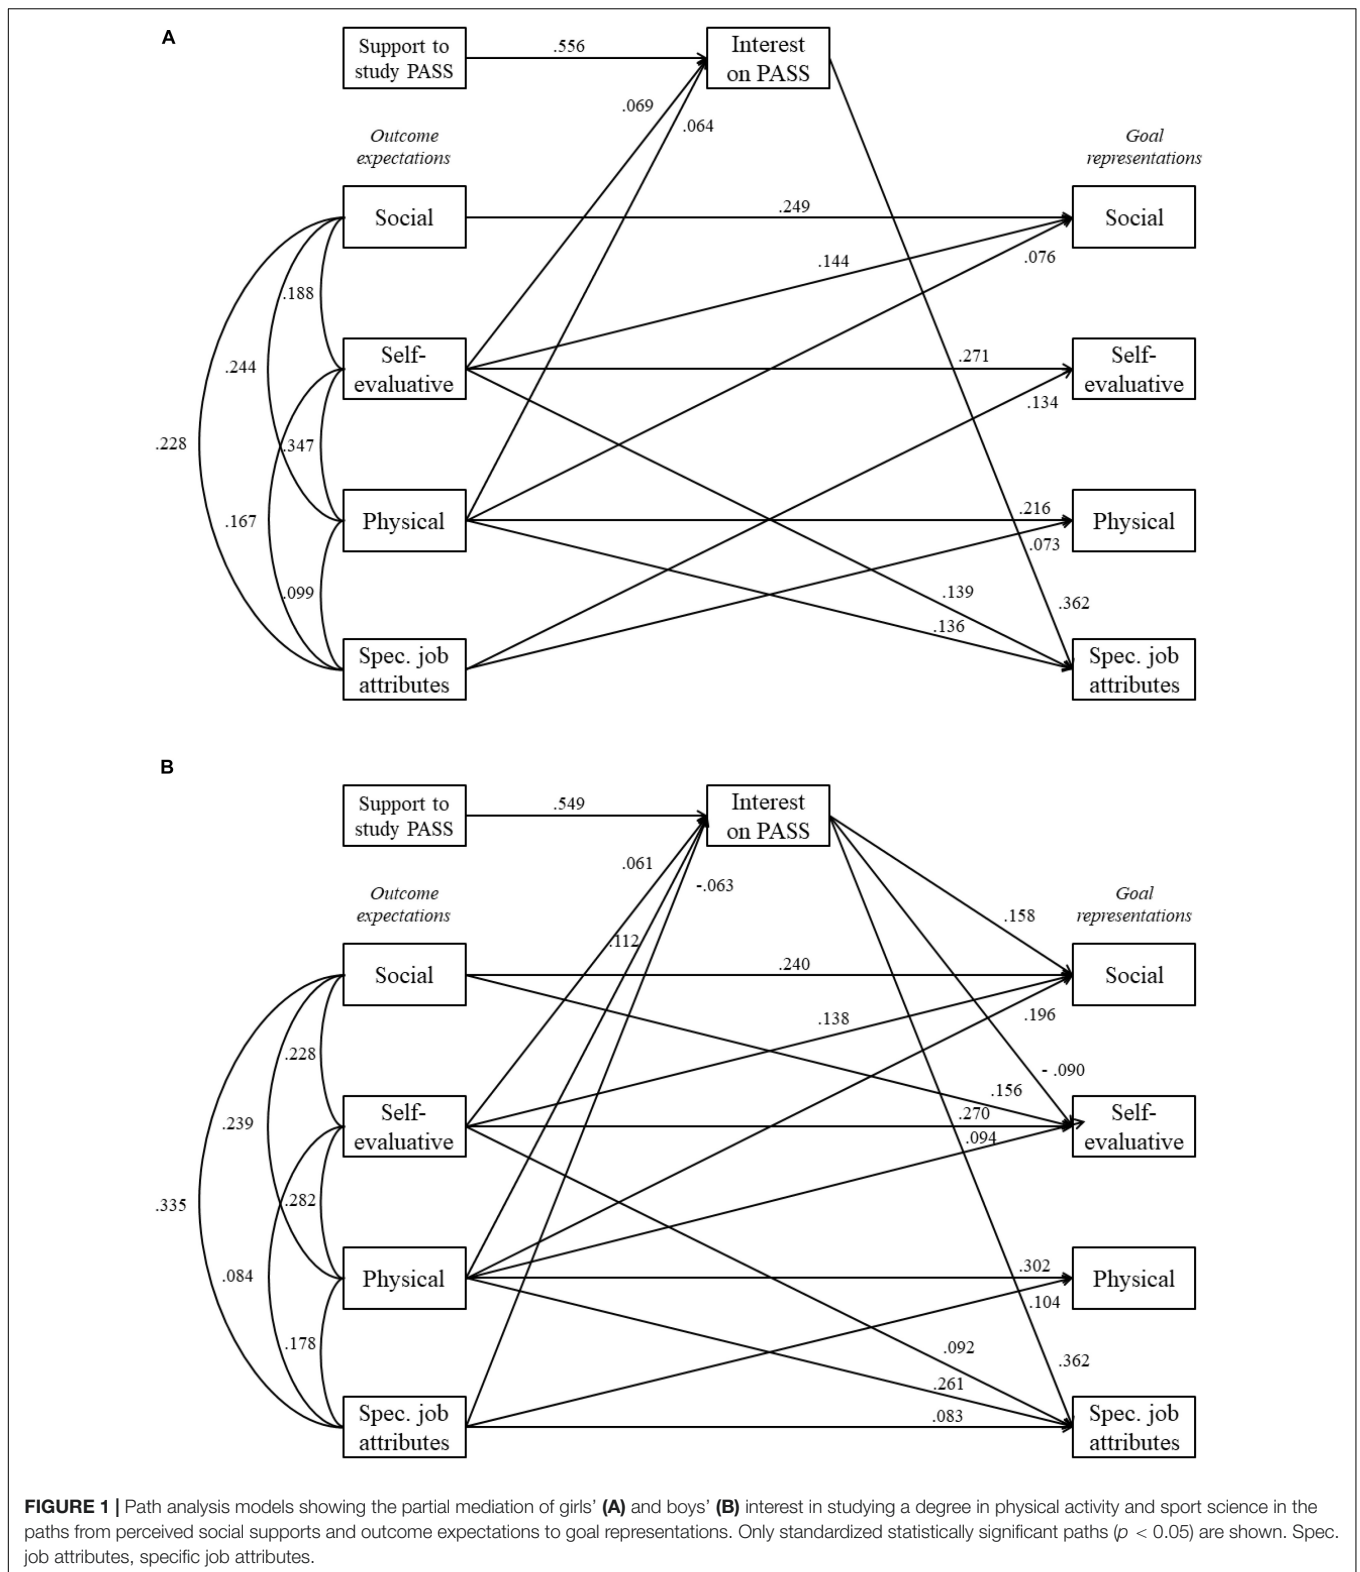 A
Support to
study PASS
.556
Interest
on PASS
.069
.064
Outcome
expectations
Goal
representations
Social
.249
Social
.144
.076
.188
.244
Self-
evaluative
.271
Self-
evaluative
.134
.228
.347
.167
Physical
.216
Physical
.073
.099
.139
.362
.136
Spec. job
attributes
Spec. job
attributes
B
Support to
study PASS
.549
Interest
on PASS
.061
-.063
Outcome
expectations
Goal
representations
.158
.112
Social
.240
Social
.138
.196
.228
- .090
.156
.239
Self-
evaluative
.270
.094
Self-
evaluative
.335
.282
.084
Physical
.302
Physical
.104
.178
.092
.362
.261
.083
Spec. job
attributes
Spec. job
attributes
FIGURE 1 | Path analysis models showing the partial mediation of girls’ (A) and boys’ (B) interest in studying a degree in physical activity and sport science in the
paths from perceived social supports and outcome expectations to goal representations. Only standardized statistically significant paths (p < 0.05) are shown. Spec.
job attributes, specific job attributes.